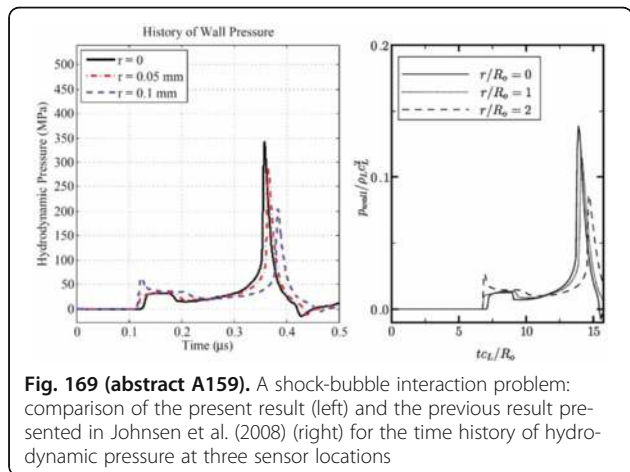 History of Wall Pressure
r = 0
r = 0.05 mm
r = 0.1 mm
Hydrodynamic Pressure (MPa)
500
450
400
350
300
250
200
150
100
50
0
0
0.1
0.2
0.3
0.4
0.5
Time (μs)
r/Rₒ = 0
r/Rₒ = 1
r/Rₒ = 2
p_wall/ρ_L c_L²
0.2
0.1
0.0
0
5
10
15
tc_L/Rₒ
Fig. 169 (abstract A159). A shock-bubble interaction problem:
comparison of the present result (left) and the previous result pre-
sented in Johnsen et al. (2008) (right) for the time history of hydro-
dynamic pressure at three sensor locations